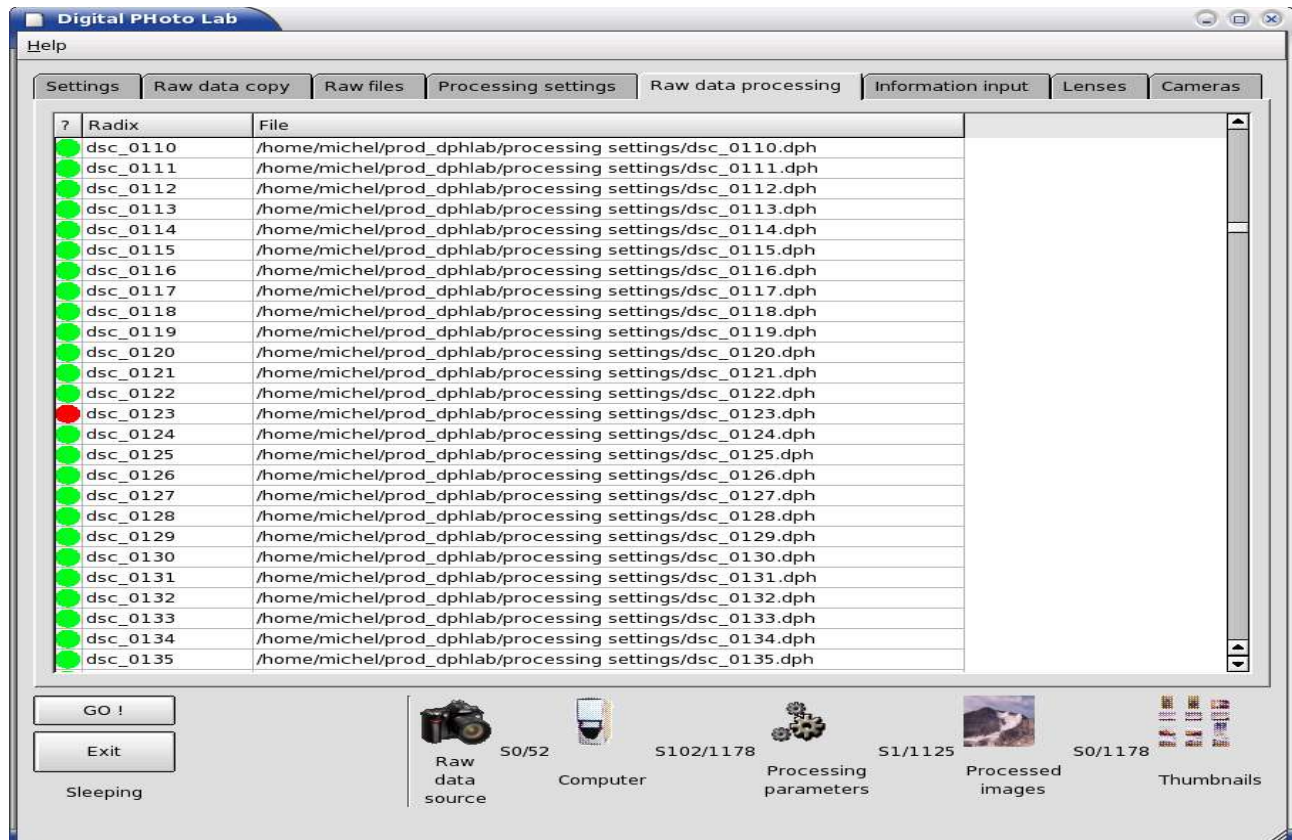 Digital PHoto Lab
Help
Settings Raw data copy Raw files Processing settings Raw data processing Information input Lenses Cameras
? Radix File
dsc_0110 /home/michel/prod_dphlab/processing settings/dsc_0110.dph
dsc_0111 /home/michel/prod_dphlab/processing settings/dsc_0111.dph
dsc_0112 /home/michel/prod_dphlab/processing settings/dsc_0112.dph
dsc_0113 /home/michel/prod_dphlab/processing settings/dsc_0113.dph
dsc_0114 /home/michel/prod_dphlab/processing settings/dsc_0114.dph
dsc_0115 /home/michel/prod_dphlab/processing settings/dsc_0115.dph
dsc_0116 /home/michel/prod_dphlab/processing settings/dsc_0116.dph
dsc_0117 /home/michel/prod_dphlab/processing settings/dsc_0117.dph
dsc_0118 /home/michel/prod_dphlab/processing settings/dsc_0118.dph
dsc_0119 /home/michel/prod_dphlab/processing settings/dsc_0119.dph
dsc_0120 /home/michel/prod_dphlab/processing settings/dsc_0120.dph
dsc_0121 /home/michel/prod_dphlab/processing settings/dsc_0121.dph
dsc_0122 /home/michel/prod_dphlab/processing settings/dsc_0122.dph
dsc_0123 /home/michel/prod_dphlab/processing settings/dsc_0123.dph
dsc_0124 /home/michel/prod_dphlab/processing settings/dsc_0124.dph
dsc_0125 /home/michel/prod_dphlab/processing settings/dsc_0125.dph
dsc_0126 /home/michel/prod_dphlab/processing settings/dsc_0126.dph
dsc_0127 /home/michel/prod_dphlab/processing settings/dsc_0127.dph
dsc_0128 /home/michel/prod_dphlab/processing settings/dsc_0128.dph
dsc_0129 /home/michel/prod_dphlab/processing settings/dsc_0129.dph
dsc_0130 /home/michel/prod_dphlab/processing settings/dsc_0130.dph
dsc_0131 /home/michel/prod_dphlab/processing settings/dsc_0131.dph
dsc_0132 /home/michel/prod_dphlab/processing settings/dsc_0132.dph
dsc_0133 /home/michel/prod_dphlab/processing settings/dsc_0133.dph
dsc_0134 /home/michel/prod_dphlab/processing settings/dsc_0134.dph
dsc_0135 /home/michel/prod_dphlab/processing settings/dsc_0135.dph
GO !
Exit
Sleeping
Raw
data
source
S0/52
Computer
S102/1178
Processing
parameters
S1/1125
Processed
images
S0/1178
Thumbnails